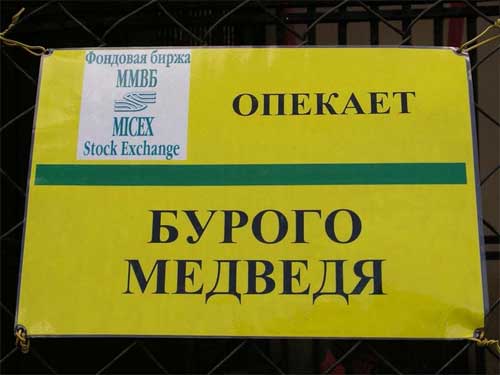 Фондовая биржа
ММВБ
MICEX
Stock Exchange
ОПЕКАЕТ
БУРОГО
МЕДВЕДЯ